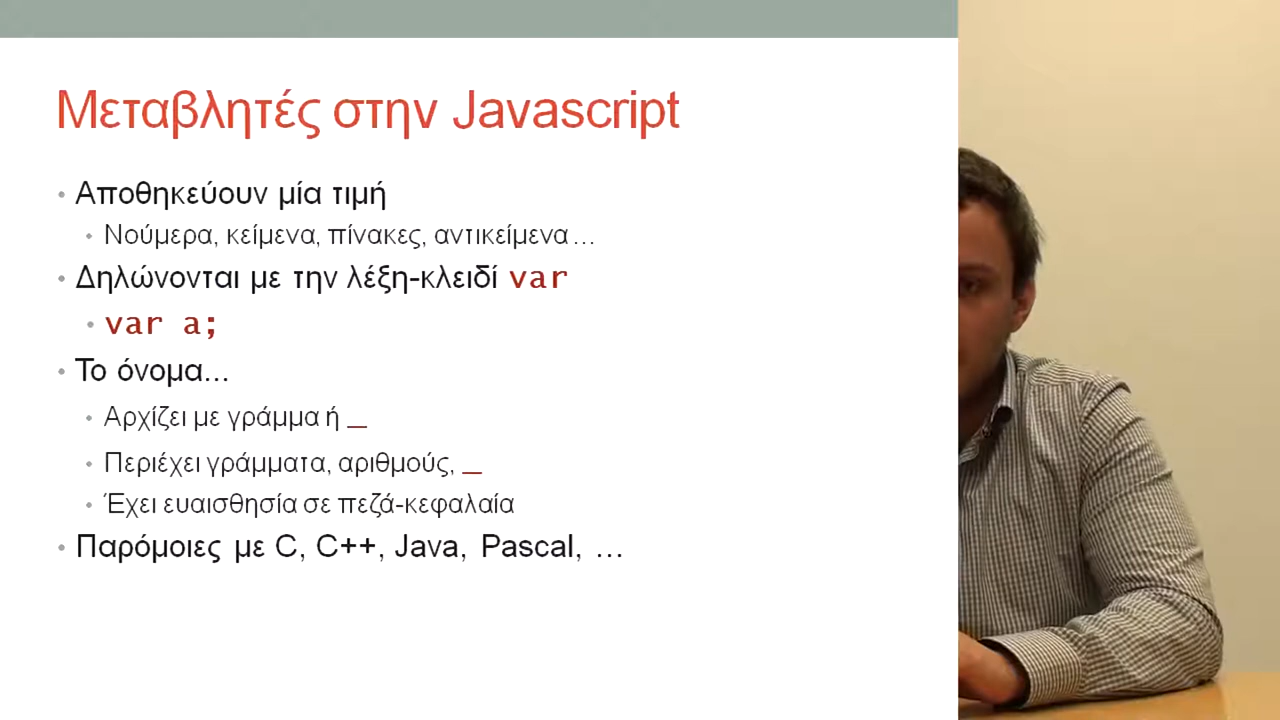 Μεταβλητές στην Javascript
• Αποθηκεύουν μία τιμή
• Νούμερα, κείμενα, πίνακες, αντικείμενα…
• Δηλώνονται με την λέξη-κλειδί var
• var a;
• Το όνομα...
• Αρχίζει με γράμμα ή _
• Περιέχει γράμματα, αριθμούς, _
• Έχει ευαισθησία σε πεζά-κεφαλαία
• Παρόμοιες με C, C++, Java, Pascal, …